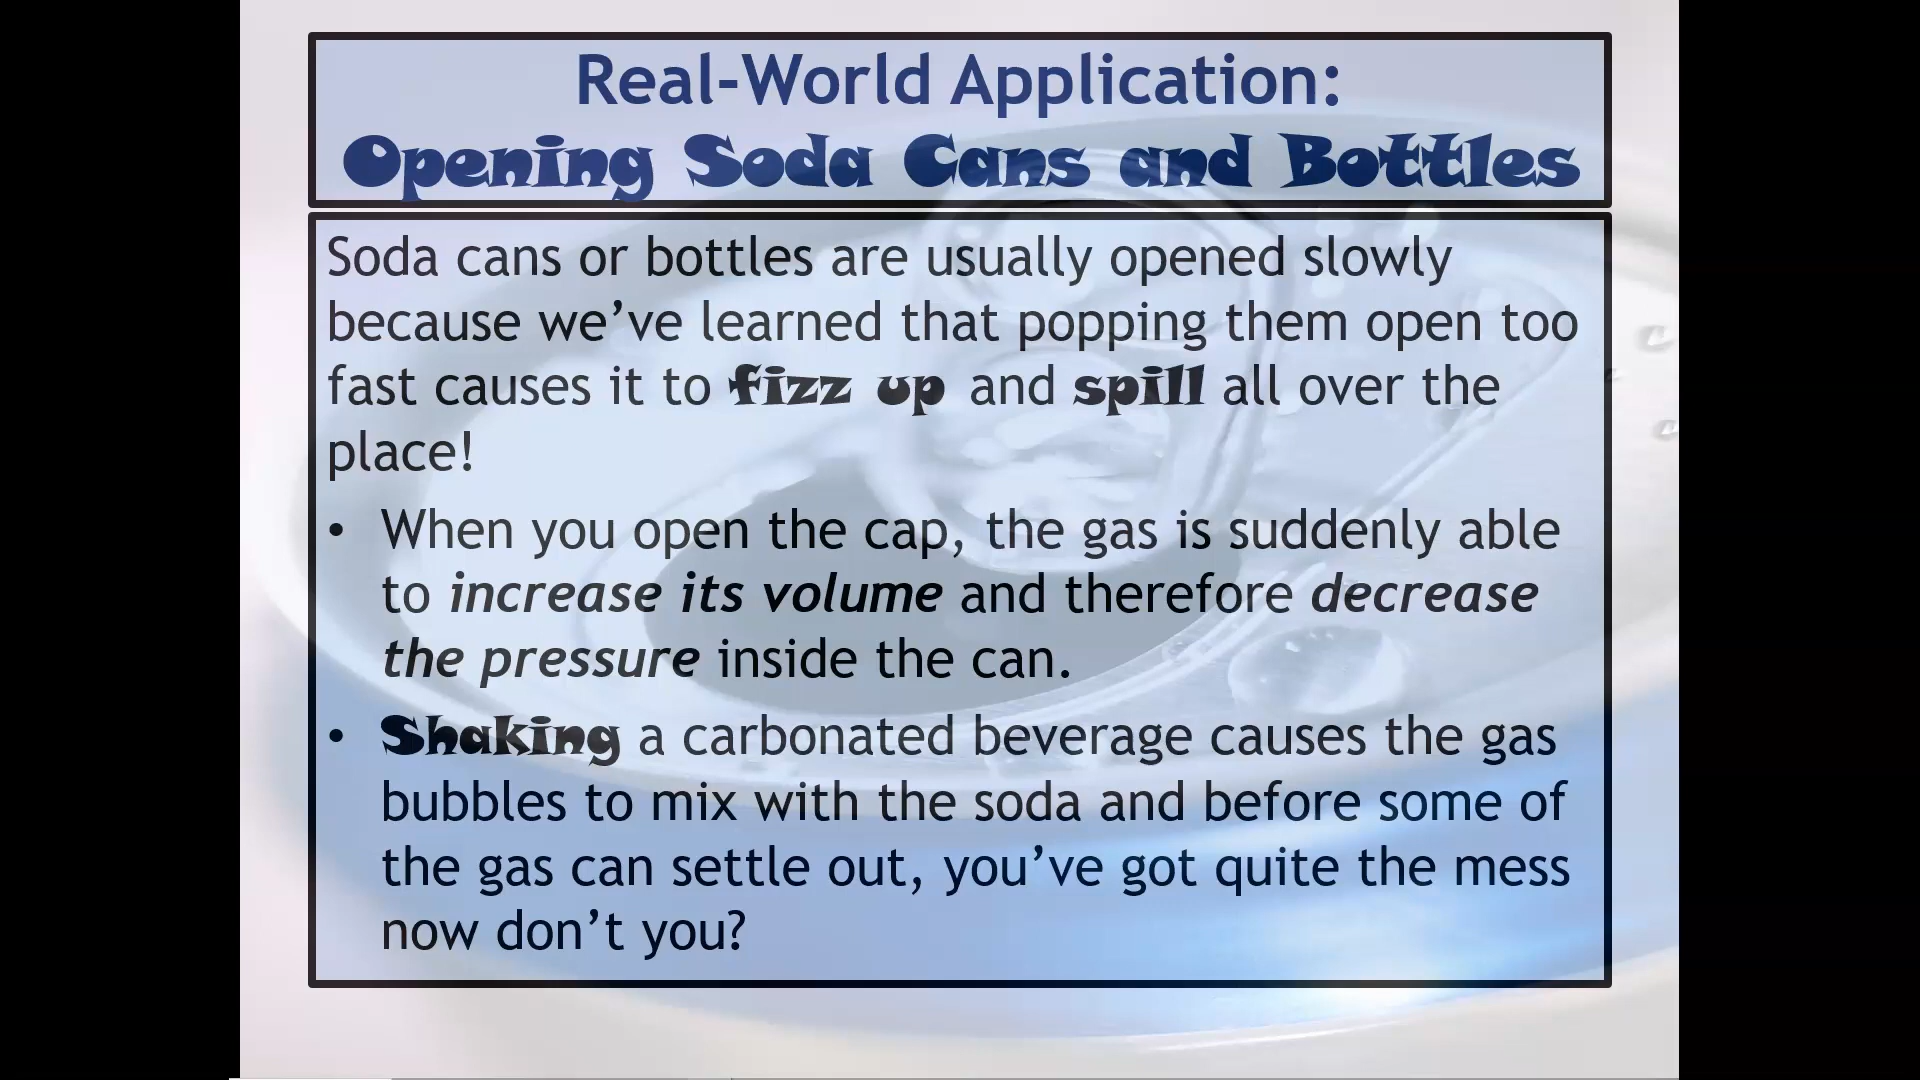 Real-World Application:
Opening Soda Cans and Bottles
Soda cans or bottles are usually opened slowly
because we’ve learned that popping them open too
fast causes it to fizz up and spill all over the
place!
• When you open the cap, the gas is suddenly able
to increase its volume and therefore decrease
the pressure inside the can.
• Shaking a carbonated beverage causes the gas
bubbles to mix with the soda and before some of
the gas can settle out, you’ve got quite the mess
now don’t you?